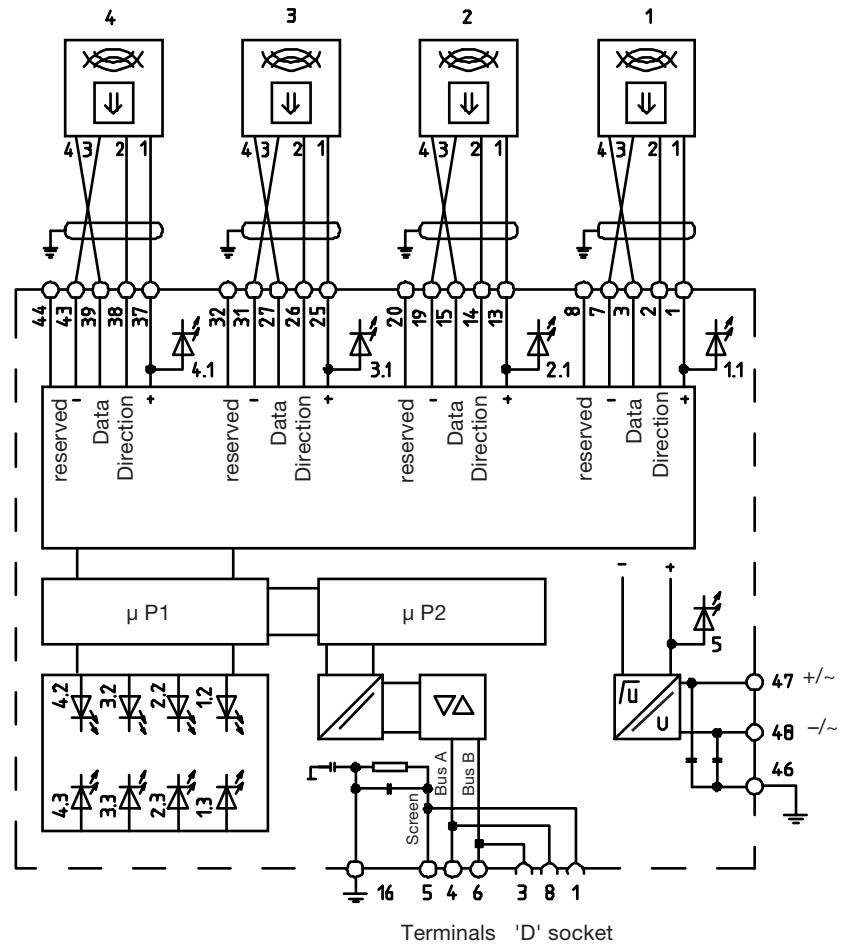 4 3 2 1
4 3 2 1 4 3 2 1 4 3 2 1 4 3 2 1
44 43 39 38 37 32 31 27 26 25 20 19 15 14 13 8 7 3 2 1
4.1 3.1 2.1 1.1
reserved - Data Direction + reserved - Data Direction + reserved - Data Direction + reserved - Data Direction +
- +
µ P1 µ P2
5
4.2 3.2 2.2 1.2
u
U
47 +/~
48 −/~
46
4.3 3.3 2.3 1.3
Screen Bus A Bus B
16 5 4 6 3 8 1
Terminals 'D' socket